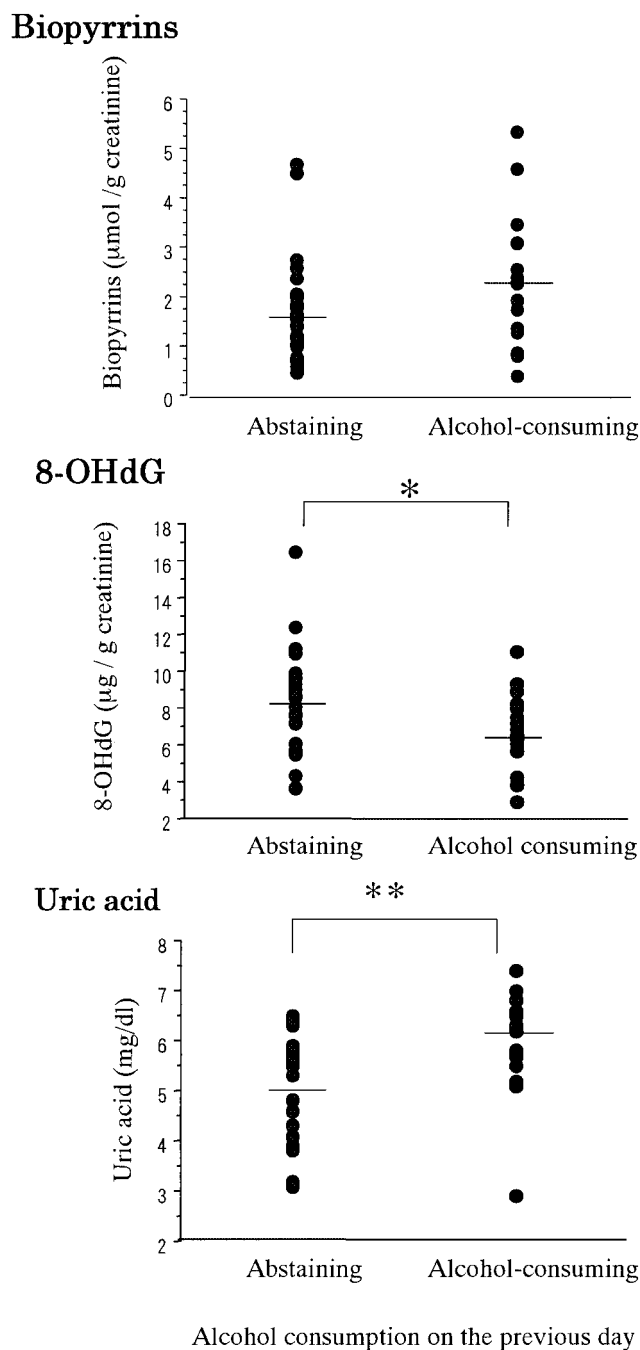 Biopyrrins
Biopyrrins (μmol /g creatinine)
6
5
4
3
2
1
0
Abstaining
Alcohol-consuming
8-OHdG
*
8-OHdG (μg / g creatinine)
18
16
14
12
10
8
6
4
2
Abstaining
Alcohol consuming
Uric acid
**
Uric acid (mg/dl)
8
7
6
5
4
3
2
Abstaining
Alcohol-consuming
Alcohol consumption on the previous day